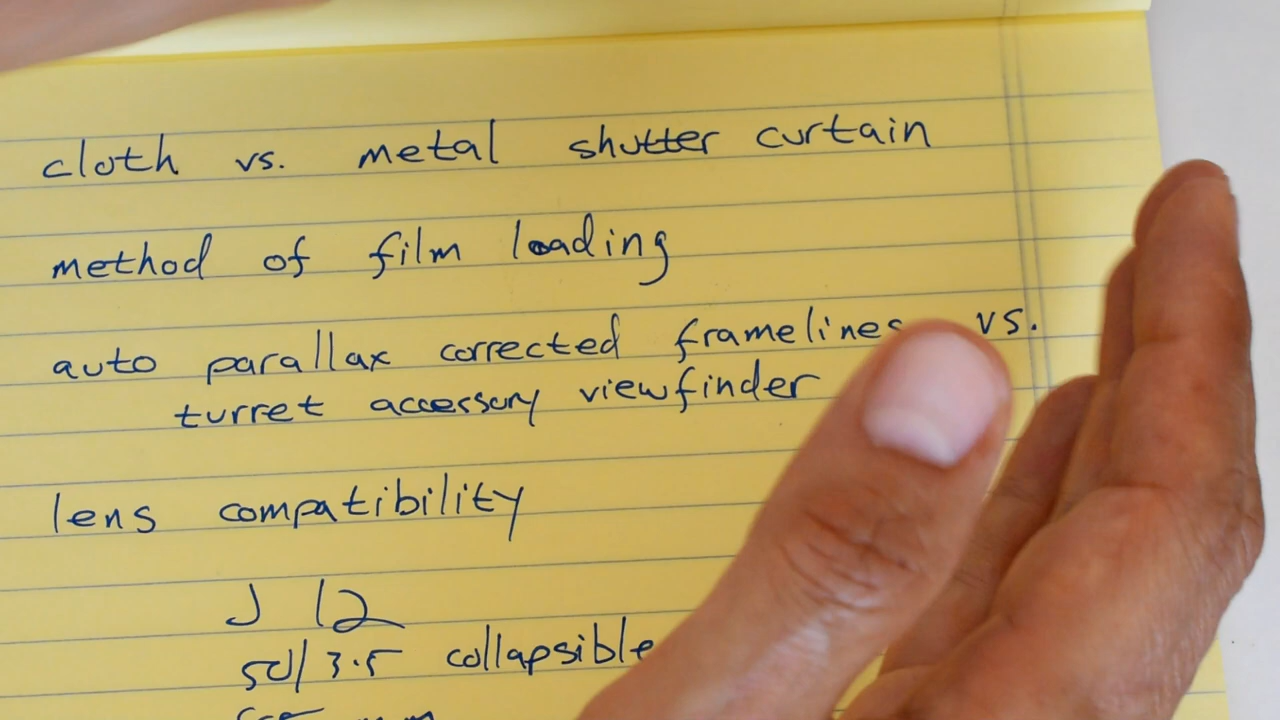 cloth vs. metal shutter curtain
method of film loading
auto parallax corrected framelines vs.
turret accessory viewfinder
lens compatibility
J 12
50/3.5 collapsible
mm